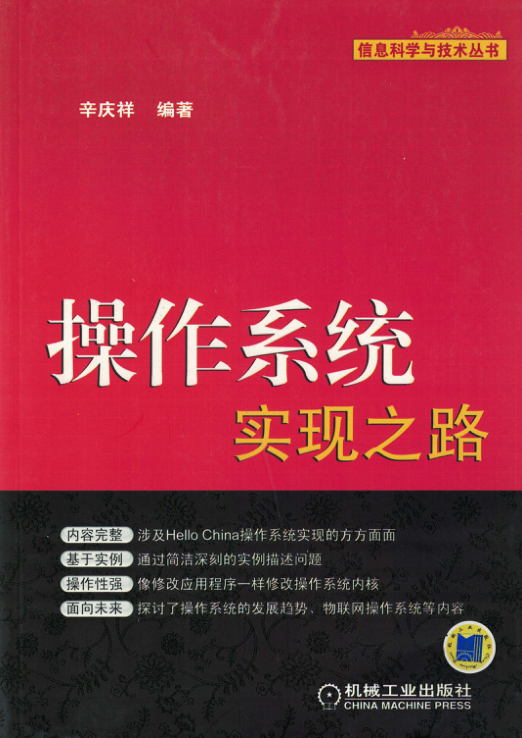 信息科学与技术丛书
辛庆祥 编著
操作系统
实现之路
内容完整 涉及Hello China操作系统实现的方方面面
基于实例 通过简洁深刻的实例描述问题
操作性强 像修改应用程序一样修改操作系统内核
面向未来 探讨了操作系统的发展趋势、物联网操作系统等内容
机械工业出版社
CHINA MACHINE PRESS